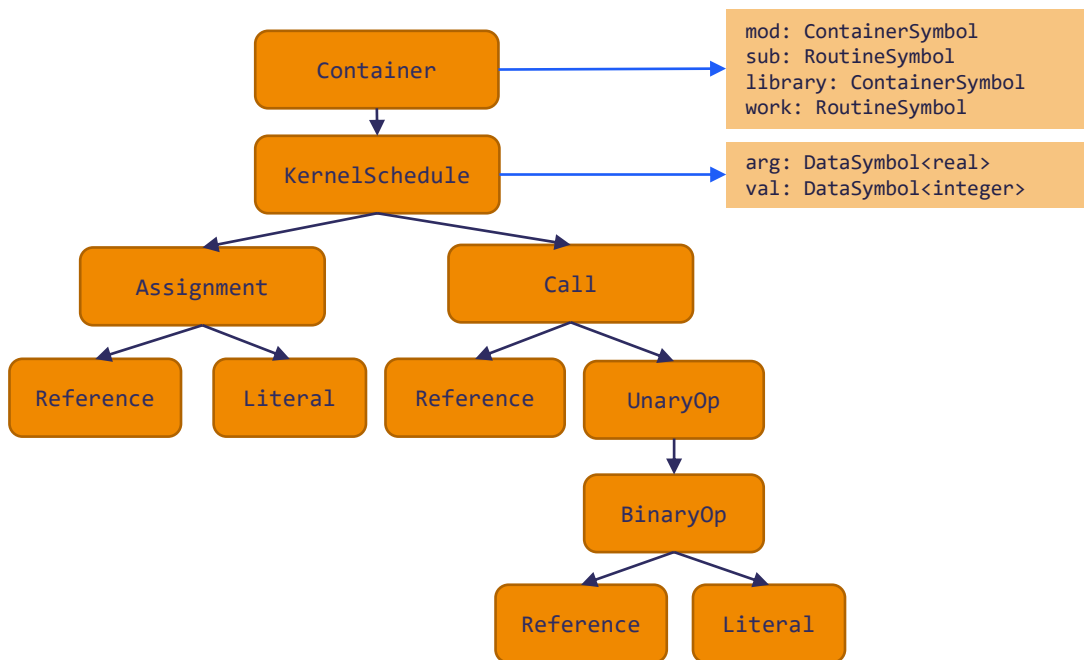 Container
mod: ContainerSymbol
sub: RoutineSymbol
library: ContainerSymbol
work: RoutineSymbol
KernelSchedule
arg: DataSymbol<real>
val: DataSymbol<integer>
Assignment
Call
Reference
Literal
Reference
UnaryOp
BinaryOp
Reference
Literal